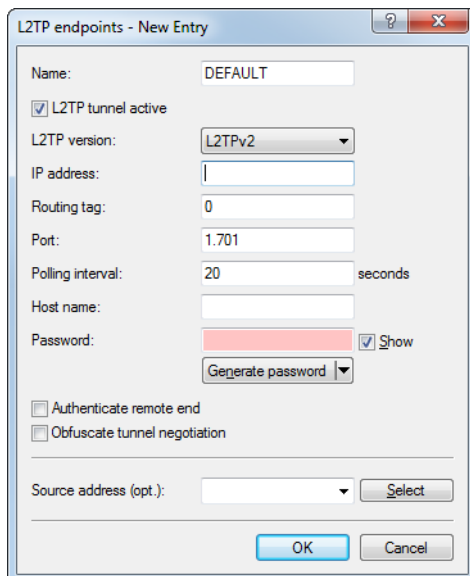 L2TP endpoints - New Entry
Name: DEFAULT
L2TP tunnel active
L2TP version: L2TPv2
IP address:
Routing tag: 0
Port: 1.701
Polling interval: 20 seconds
Host name:
Password: Show
Generate password
Authenticate remote end
Obfuscate tunnel negotiation
Source address (opt.): Select
OK Cancel